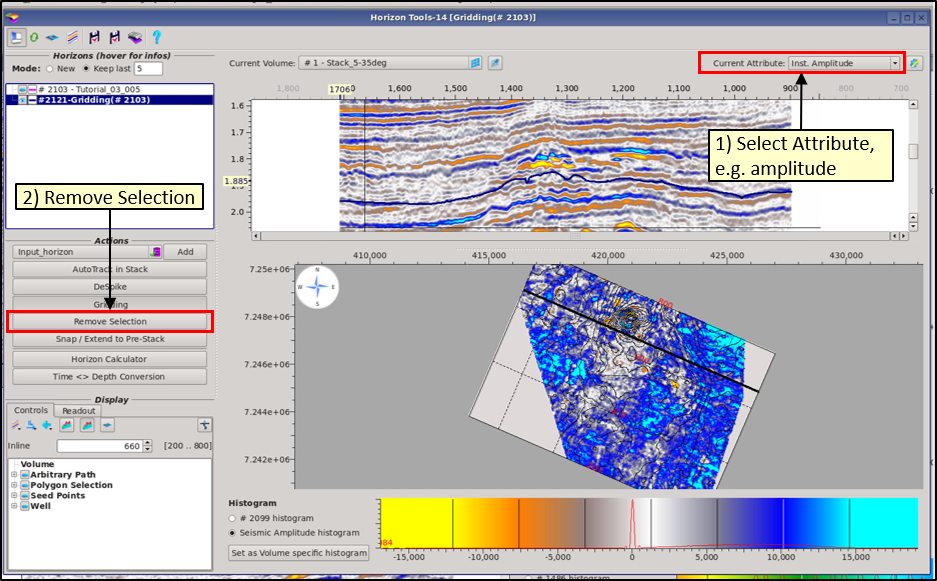 Horizon Tools-14 [Gridding(# 2103)]
Horizons (hover for infos)
Mode: New Keep last 5
# 2103 - Tutorial_03_005
#2121-Gridding(# 2103)
2) Remove Selection
Actions
Input_horizon Add
AutoTrack in Stack
DeSpike
Gridding
Remove Selection
Snap / Extend to Pre-Stack
Horizon Calculator
Time <> Depth Conversion
Display
Controls Readout
Inline 660 [200 .. 800]
Volume
Arbitrary Path
Polygon Selection
Seed Points
Well
Current Volume: # 1 - Stack_5-35deg
Current Attribute: Inst. Amplitude
1,800 1706 1,600 1,500 1,400 1,300 1,200 1,100 1,000 900 800 700
1.6
1.7
1.8
1.885
2.0
1) Select Attribute,
e.g. amplitude
410,000 415,000 420,000 425,000 430,000
7.25e+06
7.248e+06
7.246e+06
7.244e+06
7.242e+06
N
W E
S
Histogram
# 2099 histogram
Seismic Amplitude histogram
Set as Volume specific histogram
-15,000 -10,000 -5,000 0 5,000 10,000 15,000
# 1486 histogram